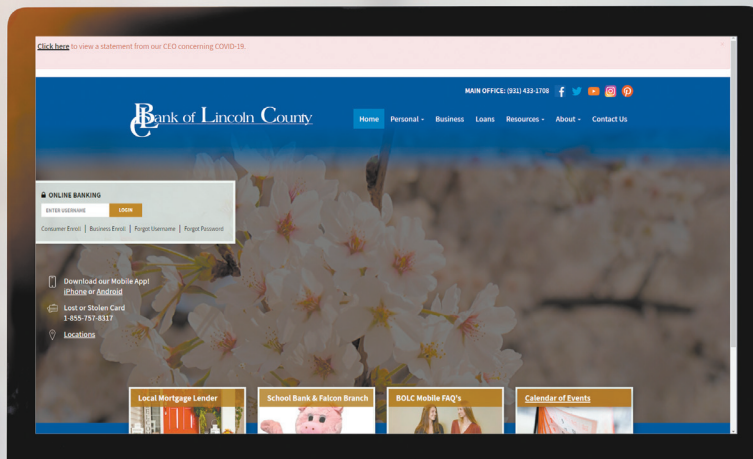 Click here to view a statement from our CEO concerning COVID-19.
MAIN OFFICE: (931) 433-1708
Bank of Lincoln County
Home Personal Business Loans Resources About Contact Us
ONLINE BANKING
ENTER USERNAME LOGIN
Consumer Enroll | Business Enroll | Forgot Username | Forgot Password
Download our Mobile App!
iPhone or Android
Lost or Stolen Card
1-855-757-8317
Locations
Local Mortgage Lender
School Bank & Falcon Branch
BOLC Mobile FAQ's
Calendar of Events